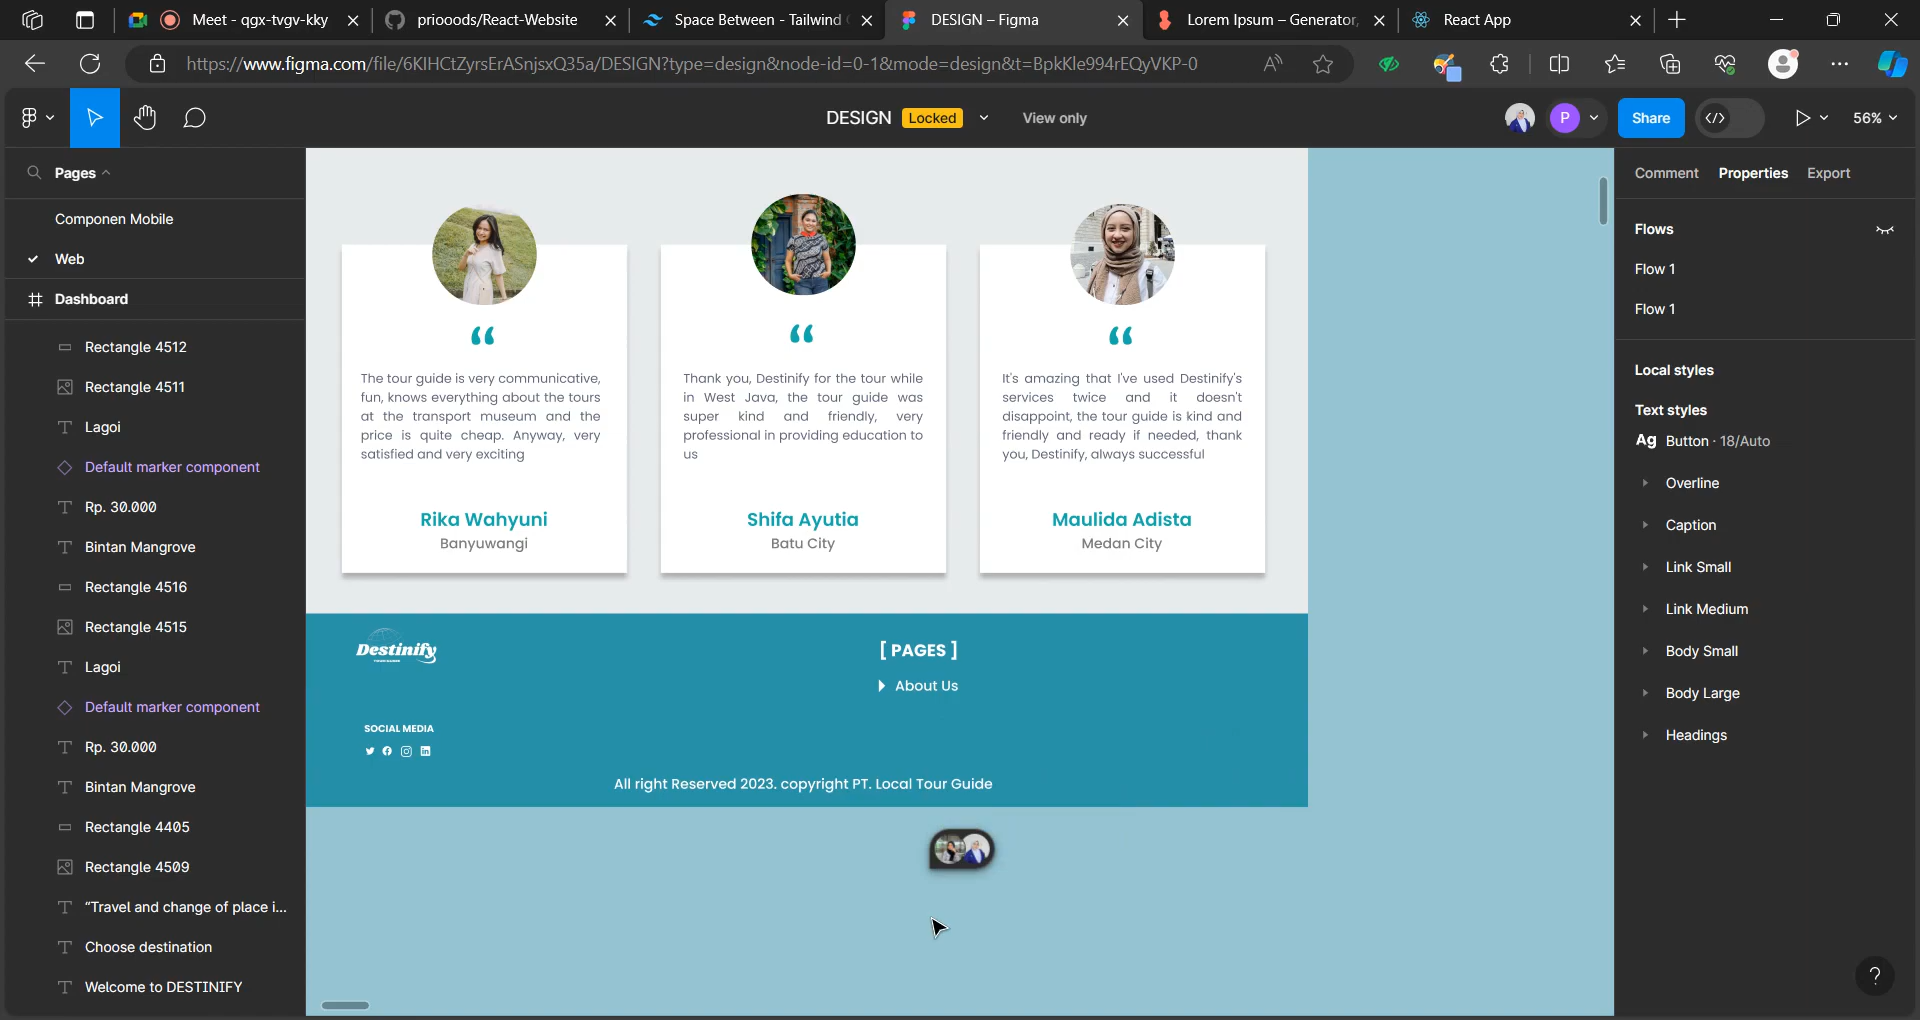 Meet - qgx-tvgv-kky
priooods/React-Website
Space Between - Tailwind
DESIGN – Figma
Lorem Ipsum – Generator,
React App
https://www.figma.com/file/6KIHCtZyrsErASnjsxQ35a/DESIGN?type=design&node-id=0-1&mode=design&t=BpkKle994rEQyVKP-0
DESIGN
Locked
View only
P
Share
56%
Pages
Componen Mobile
Web
Dashboard
Rectangle 4512
Rectangle 4511
Lagoi
Default marker component
Rp. 30.000
Bintan Mangrove
Rectangle 4516
Rectangle 4515
Lagoi
Default marker component
Rp. 30.000
Bintan Mangrove
Rectangle 4405
Rectangle 4509
“Travel and change of place i...
Choose destination
Welcome to DESTINIFY
“
The tour guide is very communicative,
fun, knows everything about the tours
at the transport museum and the
price is quite cheap. Anyway, very
satisfied and very exciting
Rika Wahyuni
Banyuwangi
“
Thank you, Destinify for the tour while
in West Java, the tour guide was
super kind and friendly, very
professional in providing education to
us
Shifa Ayutia
Batu City
“
It's amazing that I've used Destinify's
services twice and it doesn't
disappoint, the tour guide is kind and
friendly and ready if needed, thank
you, Destinify, always successful
Maulida Adista
Medan City
Destinify
[ PAGES ]
About Us
SOCIAL MEDIA
All right Reserved 2023. copyright PT. Local Tour Guide
Comment
Properties
Export
Flows
Flow 1
Flow 1
Local styles
Text styles
Ag Button · 18/Auto
Overline
Caption
Link Small
Link Medium
Body Small
Body Large
Headings
?